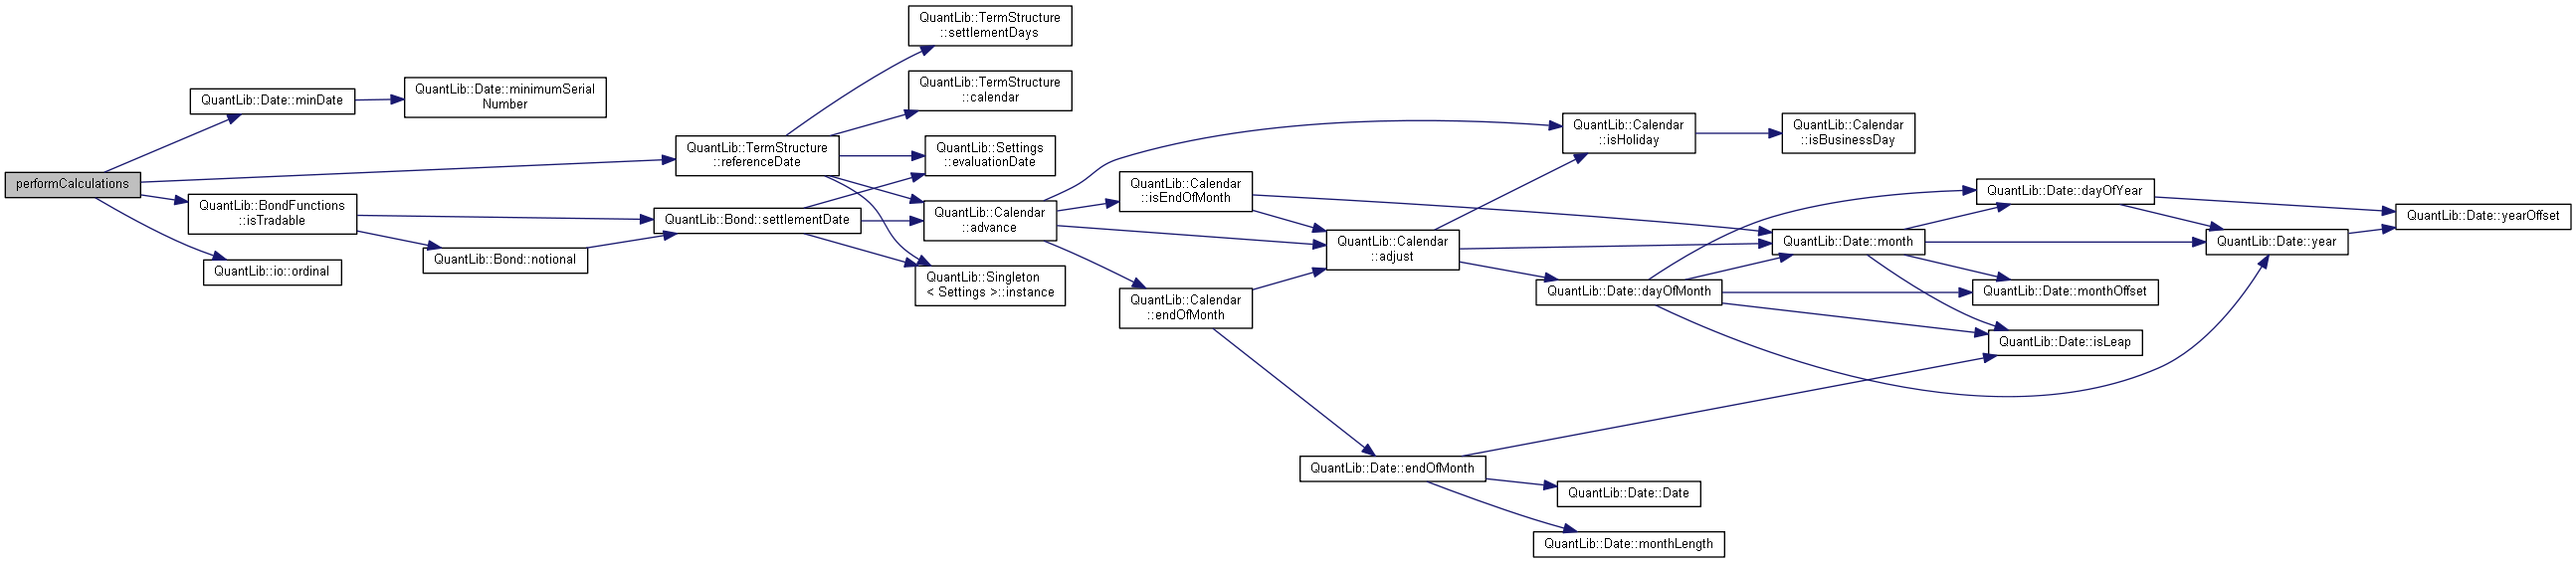 performCalculations
QuantLib::Date::minDate
QuantLib::Date::minimumSerial
Number
QuantLib::TermStructure
::referenceDate
QuantLib::BondFunctions
::isTradable
QuantLib::io::ordinal
QuantLib::Bond::settlementDate
QuantLib::Bond::notional
QuantLib::TermStructure
::settlementDays
QuantLib::TermStructure
::calendar
QuantLib::Settings
::evaluationDate
QuantLib::Calendar
::advance
QuantLib::Singleton
< Settings >::instance
QuantLib::Calendar
::isEndOfMonth
QuantLib::Calendar
::endOfMonth
QuantLib::Calendar
::adjust
QuantLib::Date::endOfMonth
QuantLib::Calendar
::isHoliday
QuantLib::Calendar
::isBusinessDay
QuantLib::Date::dayOfMonth
QuantLib::Date::Date
QuantLib::Date::monthLength
QuantLib::Date::month
QuantLib::Date::dayOfYear
QuantLib::Date::monthOffset
QuantLib::Date::isLeap
QuantLib::Date::year
QuantLib::Date::yearOffset